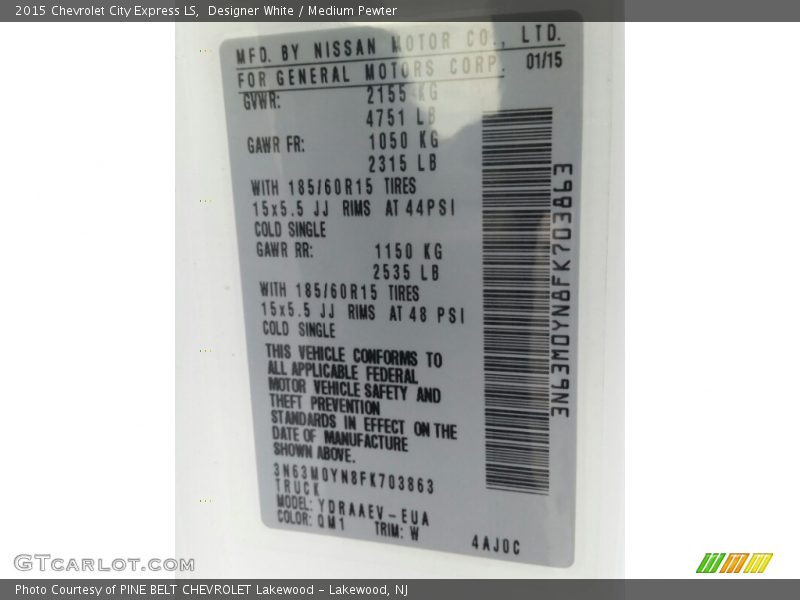 2015 Chevrolet City Express LS,  Designer White / Medium Pewter
MFD. BY NISSAN MOTOR CO., LTD.
FOR GENERAL MOTORS CORP. 01/15
GVWR: 2155 KG
4751 LB
GAWR FR: 1050 KG
2315 LB
WITH 185/60R15 TIRES
15x5.5 JJ RIMS AT 44PSI
COLD SINGLE
GAWR RR: 1150 KG
2535 LB
WITH 185/60R15 TIRES
15x5.5 JJ RIMS AT 48 PSI
COLD SINGLE
THIS VEHICLE CONFORMS TO
ALL APPLICABLE FEDERAL
MOTOR VEHICLE SAFETY AND
THEFT PREVENTION
STANDARDS IN EFFECT ON THE
DATE OF MANUFACTURE
SHOWN ABOVE.
3N63M0YN8FK703863
TRUCK
MODEL: YDRAAEV-EUA
COLOR: QM1 TRIM: W
4AJ0C
3N63M0YN8FK703863
GTCarlot.com
Photo Courtesy of PINE BELT CHEVROLET Lakewood - Lakewood, NJ